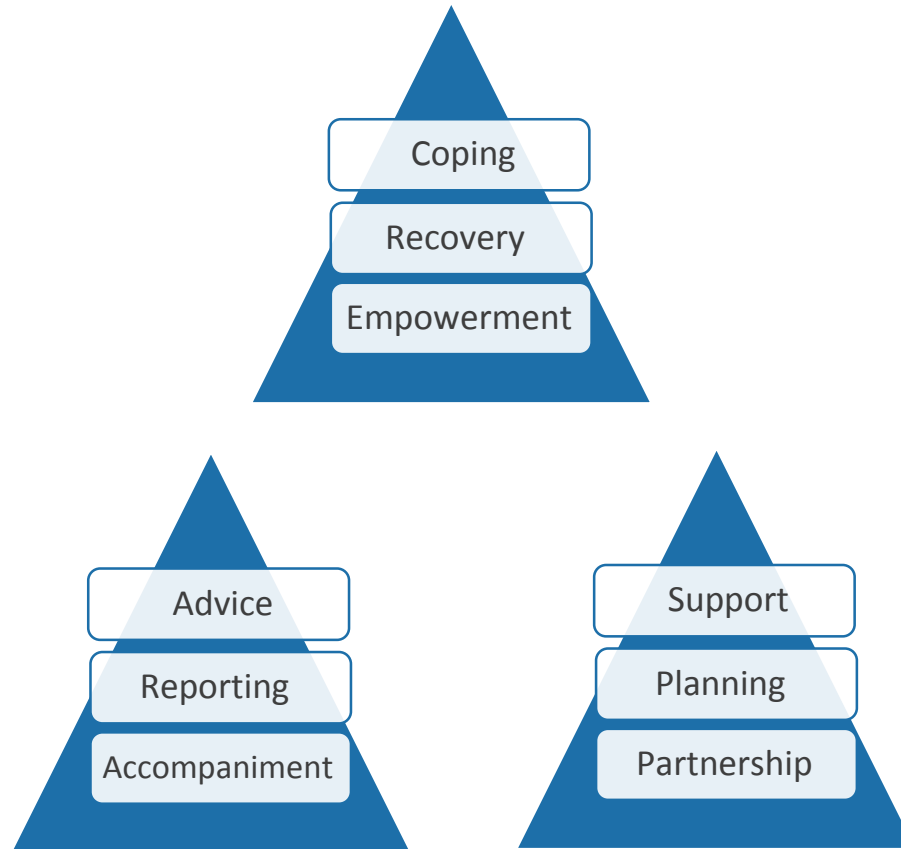 Coping
Recovery
Empowerment
Advice
Reporting
Accompaniment
Support
Planning
Partnership